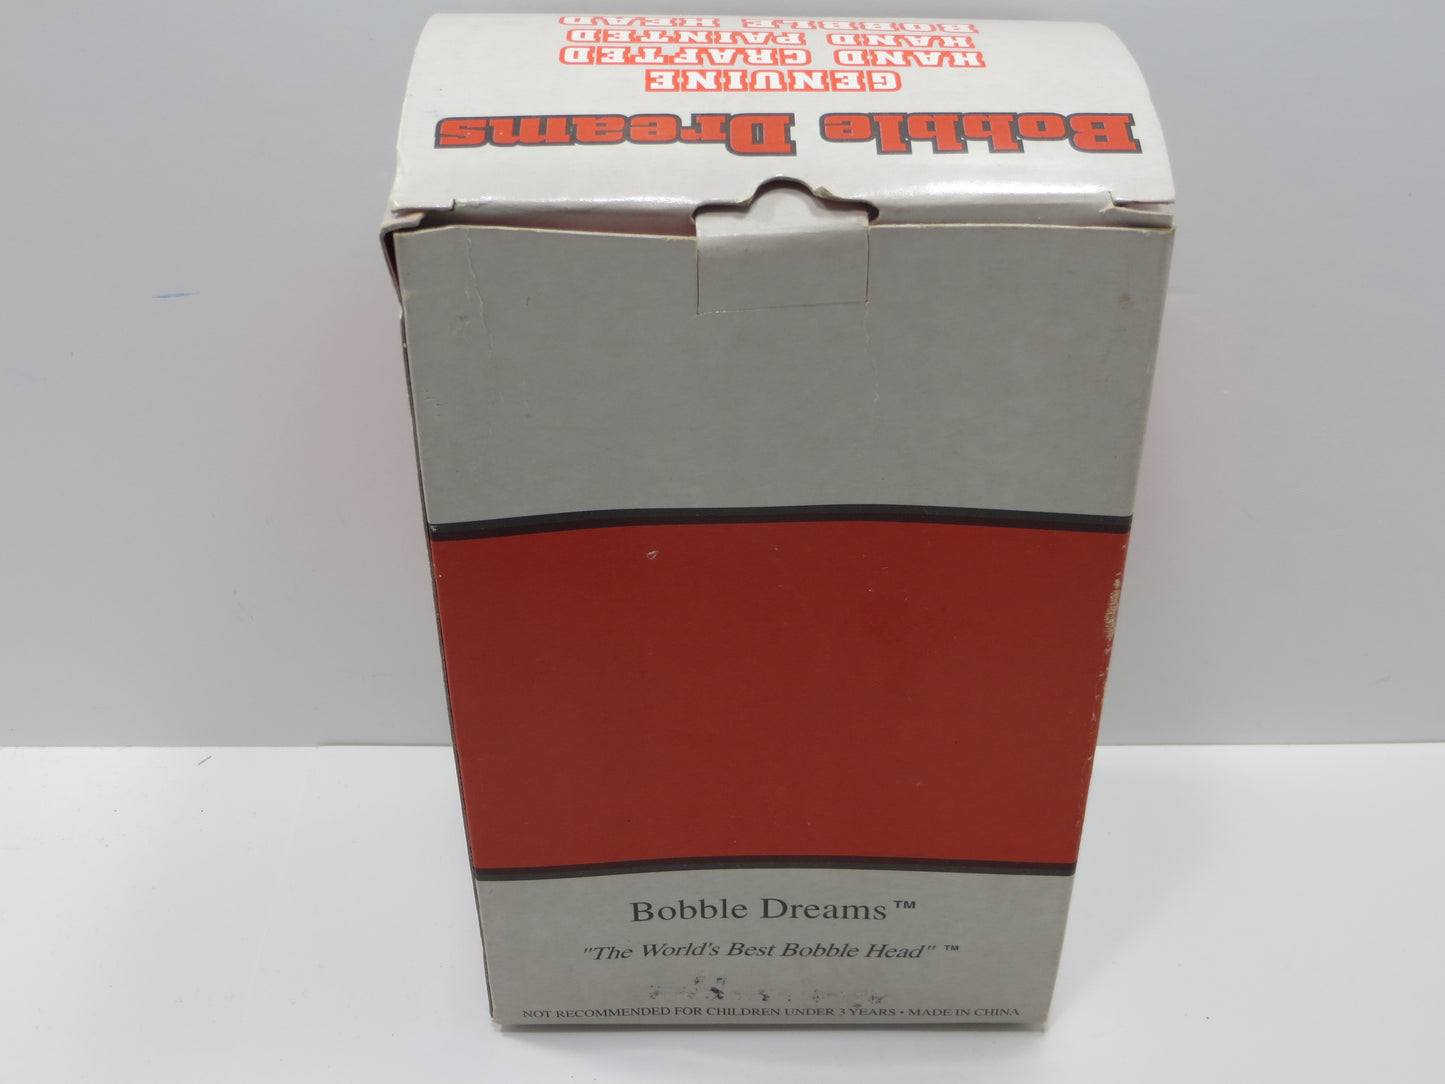 Bobble Dreams
GENUINE
HAND CRAFTED
HAND PAINTED
BOBBLE HEAD
Bobble Dreams™
"The World's Best Bobble Head" ™
NOT RECOMMENDED FOR CHILDREN UNDER 3 YEARS • MADE IN CHINA